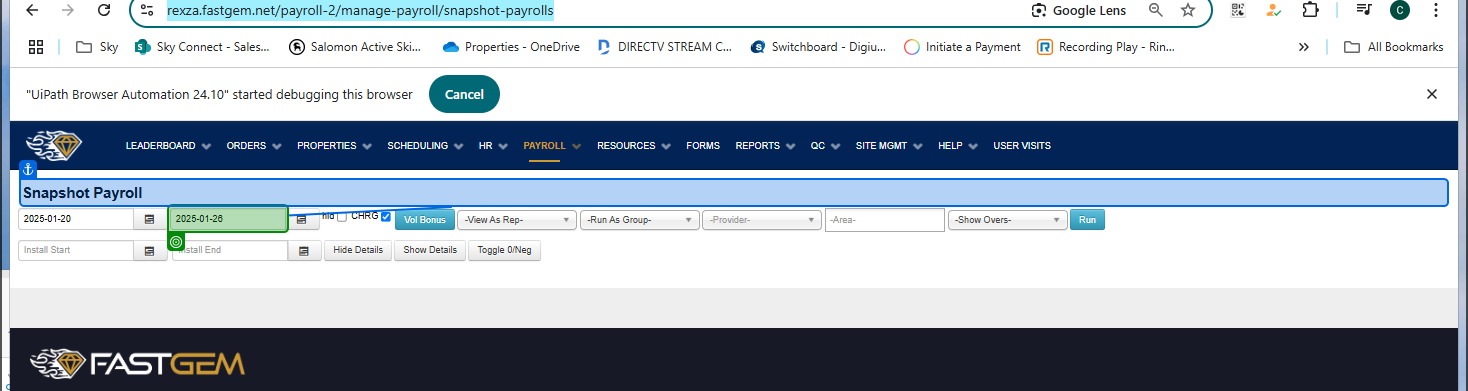 rexza.fastgem.net/payroll-2/manage-payroll/snapshot-payrolls Google Lens C
Sky Sky Connect - Sales... Salomon Active Ski... Properties - OneDrive DIRECTV STREAM C... Switchboard - Digiu... Initiate a Payment Recording Play - Rin... » All Bookmarks
"UiPath Browser Automation 24.10" started debugging this browser Cancel
LEADERBOARD ORDERS PROPERTIES SCHEDULING HR PAYROLL RESOURCES FORMS REPORTS QC SITE MGMT HELP USER VISITS
Snapshot Payroll
2025-01-20 2025-01-26 CHRG Vol Bonus -View As Rep- -Run As Group- -Provider- -Area- -Show Overs- Run
Install Start Install End Hide Details Show Details Toggle 0/Neg
FASTGEM